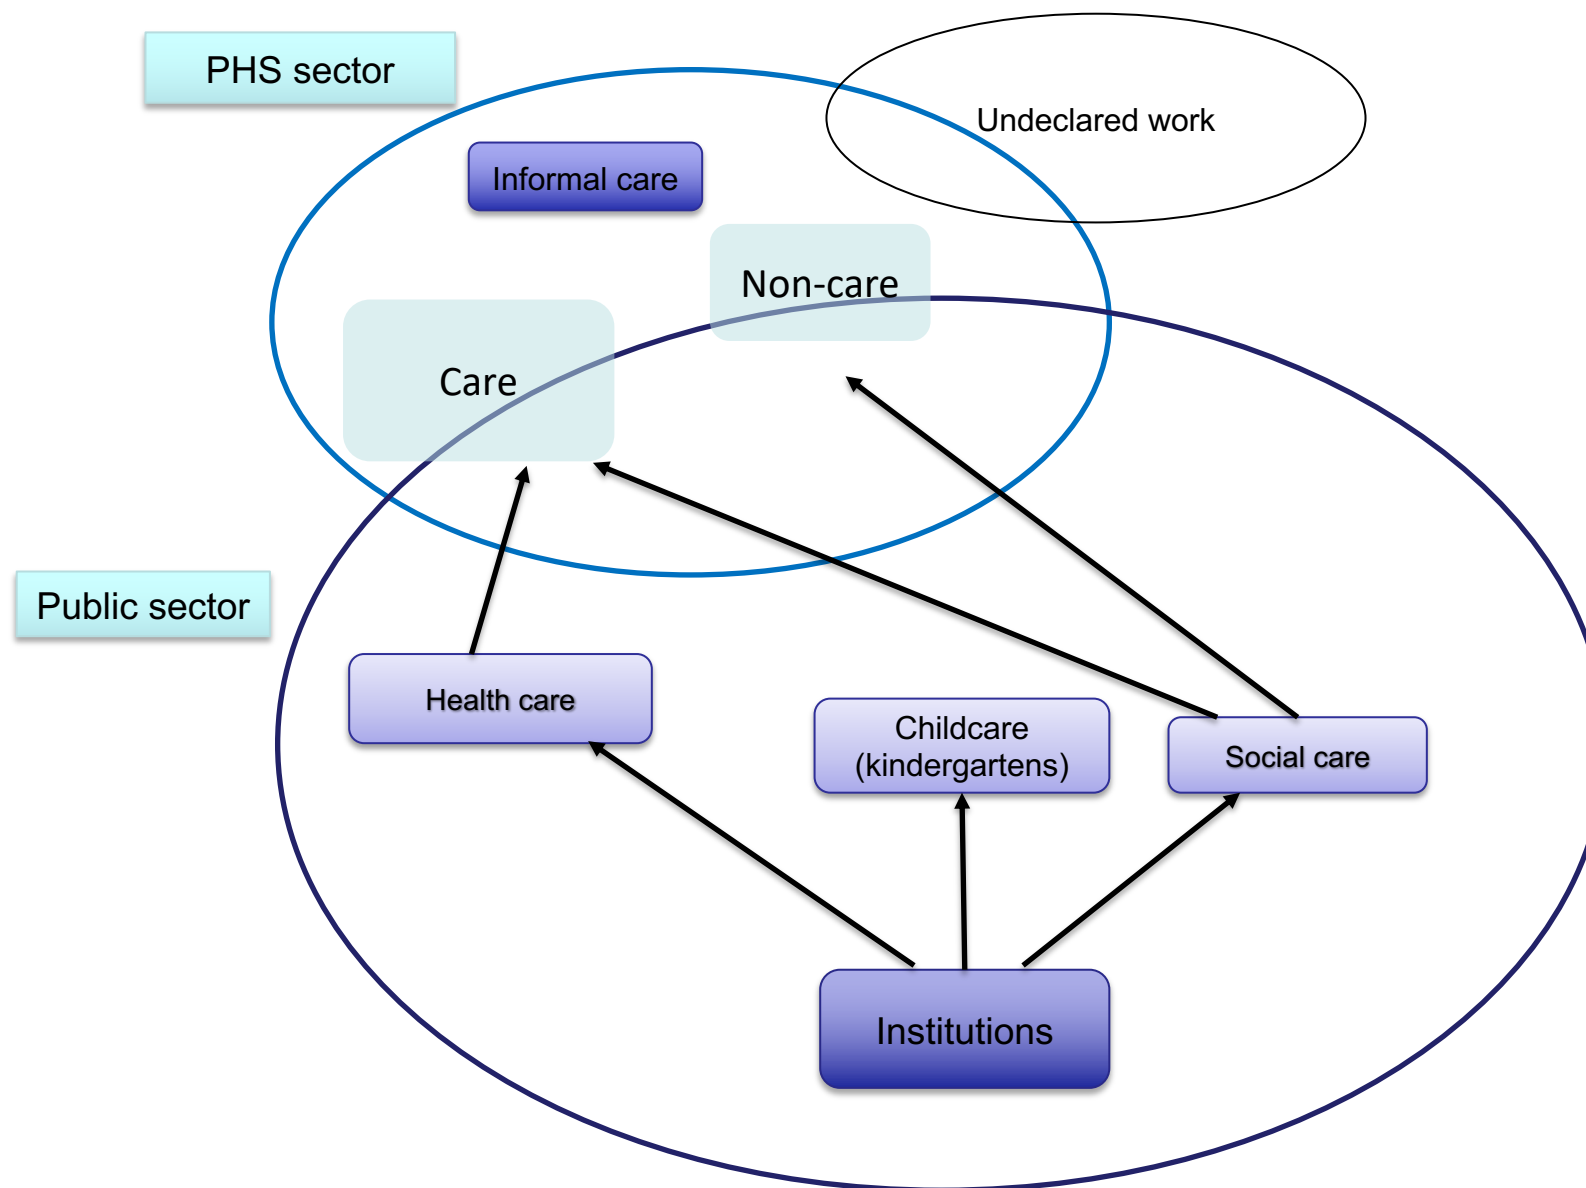 PHS sector
Undeclared work
Informal care
Non-care
Care
Public sector
Health care
Childcare
(kindergartens)
Social care
Institutions